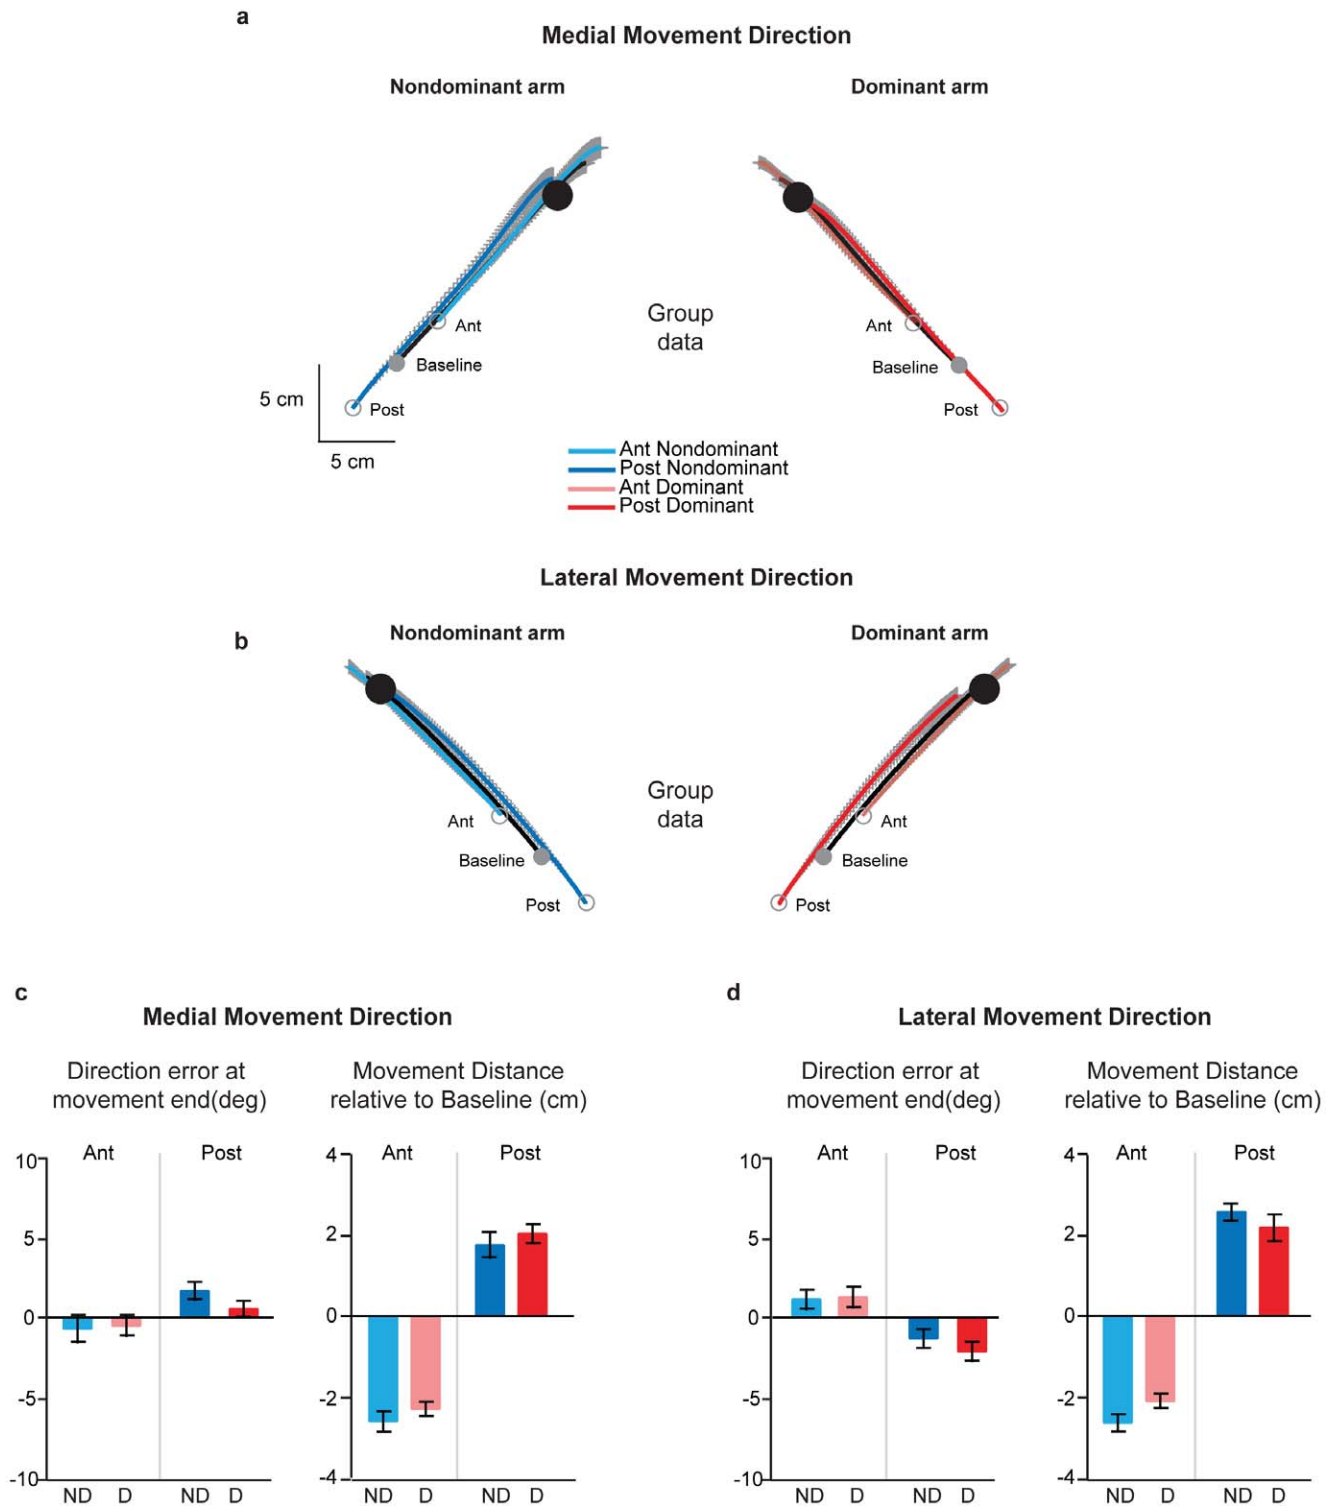 a
Medial Movement Direction
Nondominant arm
Dominant arm
Ant
Baseline
Post
Group
data
Ant
Baseline
Post
5 cm
5 cm
Ant Nondominant
Post Nondominant
Ant Dominant
Post Dominant
Lateral Movement Direction
b
Nondominant arm
Dominant arm
Ant
Baseline
Post
Group
data
Ant
Baseline
Post
c
Medial Movement Direction
Direction error at
movement end(deg)
Ant
Post
10
5
0
-5
-10
ND D ND D
Movement Distance
relative to Baseline (cm)
Ant
Post
4
2
0
-2
-4
ND D ND D
d
Lateral Movement Direction
Direction error at
movement end(deg)
Ant
Post
10
5
0
-5
-10
ND D ND D
Movement Distance
relative to Baseline (cm)
Ant
Post
4
2
0
-2
-4
ND D ND D